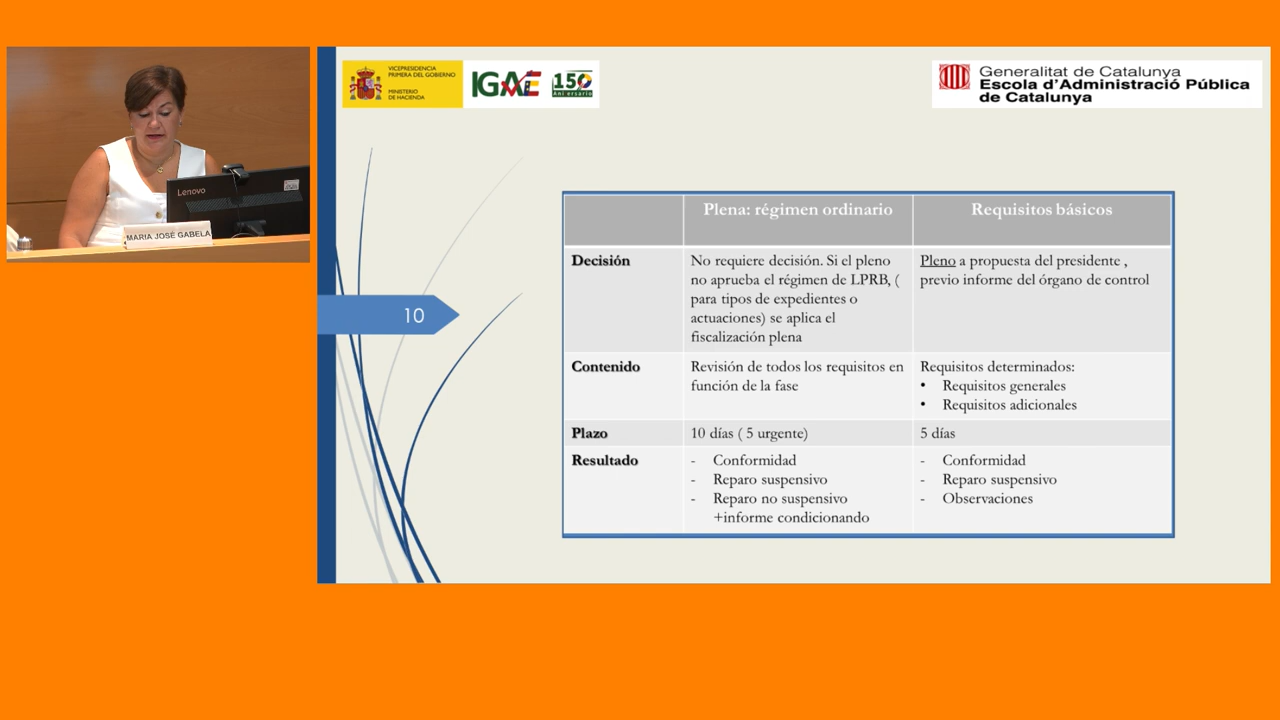 Lenovo
MARIA JOSÉ GABELA
VICEPRESIDENCIA
PRIMERA DEL GOBIERNO
MINISTERIO
DE HACIENDA
IGAE
150
Aniversario
Generalitat de Catalunya
Escola d'Administració Pública
de Catalunya
10
Plena: régimen ordinario
Requisitos básicos
Decisión
No requiere decisión. Si el pleno
no aprueba el régimen de LPRB, (
para tipos de expedientes o
actuaciones) se aplica el
fiscalización plena
Pleno a propuesta del presidente ,
previo informe del órgano de control
Contenido
Revisión de todos los requisitos en
función de la fase
Requisitos determinados:
• Requisitos generales
• Requisitos adicionales
Plazo
10 días ( 5 urgente)
5 días
Resultado
- Conformidad
- Reparo suspensivo
- Reparo no suspensivo
+informe condicionando
- Conformidad
- Reparo suspensivo
- Observaciones